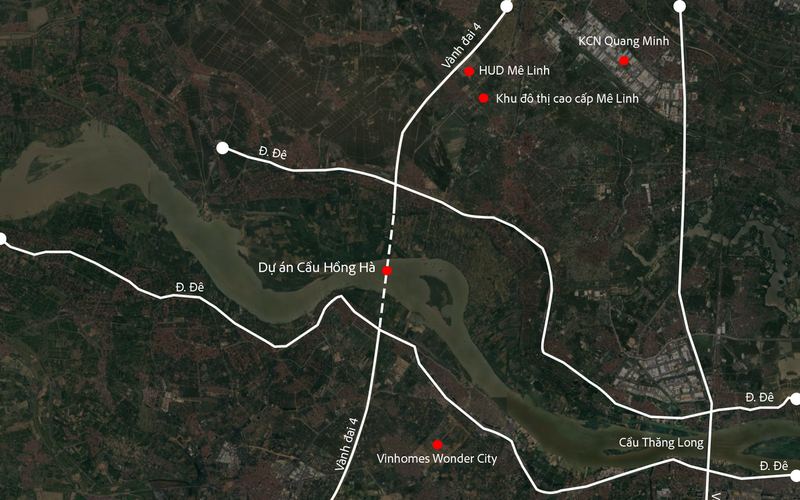 Vành đai 4
KCN Quang Minh
HUD Mê Linh
Khu đô thị cao cấp Mê Linh
Đ. Đê
Dự án Cầu Hồng Hà
Đ. Đê
Đ. Đê
Vành đai 4
Cầu Thăng Long
Vinhomes Wonder City
Đ. Đê
V